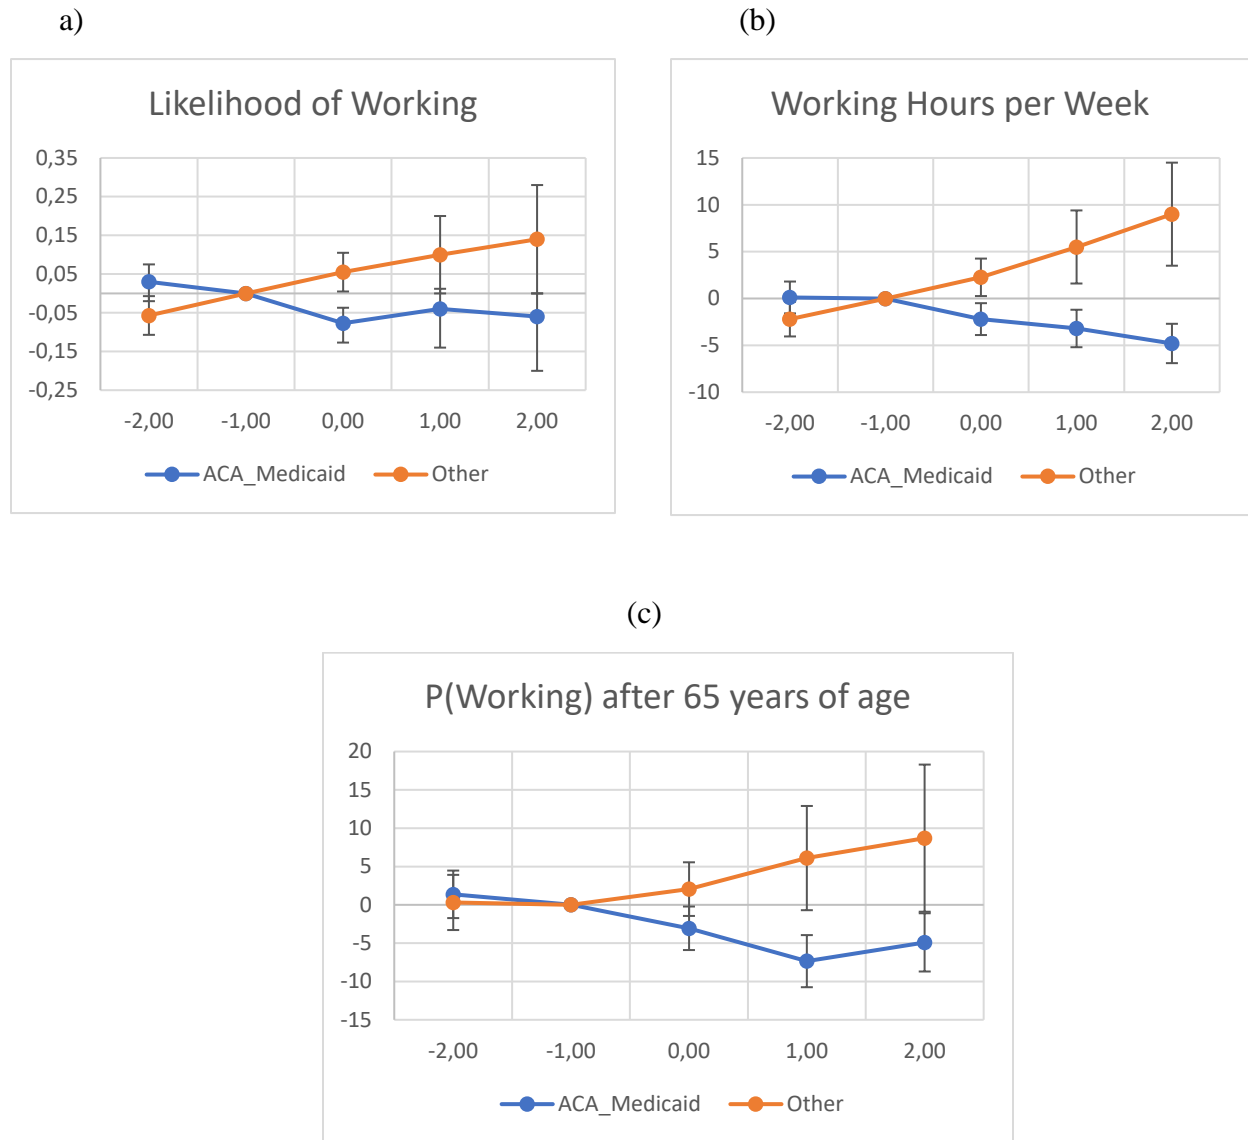 a)
(b)
Likelihood of Working
0,35
0,25
0,15
0,05
-0,05
-0,15
-0,25
-2,00 -1,00 0,00 1,00 2,00
ACA_Medicaid Other
Working Hours per Week
15
10
5
0
-5
-10
-2,00 -1,00 0,00 1,00 2,00
ACA_Medicaid Other
(c)
P(Working) after 65 years of age
20
15
10
5
0
-5
-10
-15
-2,00 -1,00 0,00 1,00 2,00
ACA_Medicaid Other